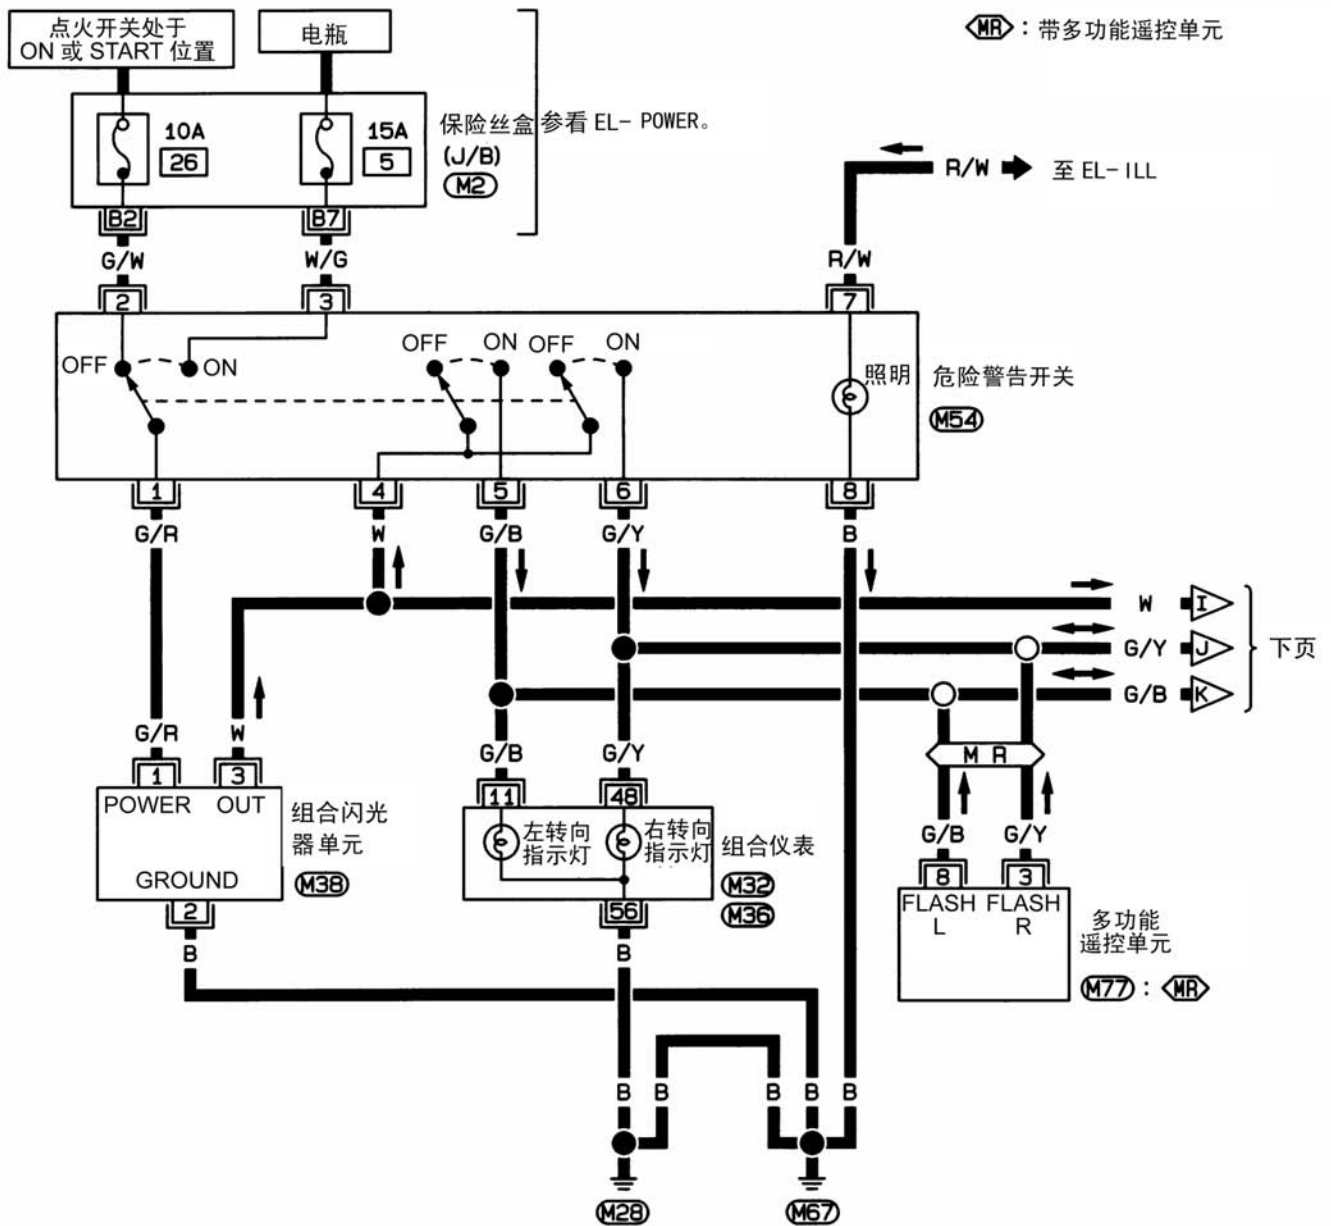 点火开关处于
ON 或 START 位置
电瓶
MR：带多功能遥控单元
10A
26
15A
5
保险丝盒参看 EL- POWER。
(J/B)
M2
R/W
至 EL-ILL
B2
B7
G/W
W/G
R/W
2
3
7
OFF
ON
OFF
ON
OFF
ON
照明
危险警告开关
M54
1
4
5
6
8
G/R
W
G/B
G/Y
B
W
I
G/Y
J
下页
G/B
K
G/R
W
G/B
G/Y
M R
1
3
11
48
POWER
OUT
组合闪光
器单元
GROUND
M38
左转向
指示灯
右转向
指示灯
组合仪表
M32
M36
G/B
G/Y
8
3
FLASH
L
FLASH
R
多功能
遥控单元
M77：MR
2
56
B
B
B
B
B
B
B
M28
M67